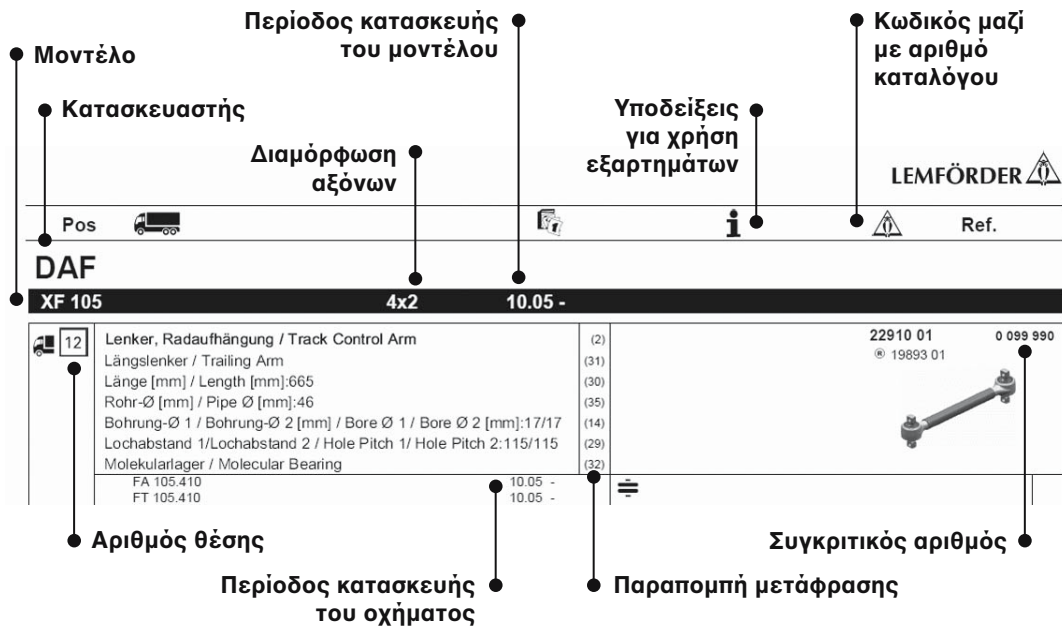 Περίοδος κατασκευής
του μοντέλου
Κωδικός μαζί
με αριθμό
καταλόγου
Μοντέλο
Κατασκευαστής
Υποδείξεις
για χρήση
εξαρτημάτων
Διαμόρφωση
αξόνων
LEMFÖRDER
Pos
Ref.
DAF
XF 105 4x2 10.05 -
12
Lenker, Radaufhängung / Track Control Arm (2)
Längslenker / Trailing Arm (31)
Länge [mm] / Length [mm]:665 (30)
Rohr-Ø [mm] / Pipe Ø [mm]:46 (35)
Bohrung-Ø 1 / Bohrung-Ø 2 [mm] / Bore Ø 1 / Bore Ø 2 [mm]:17/17 (14)
Lochabstand 1/Lochabstand 2 / Hole Pitch 1/ Hole Pitch 2:115/115 (29)
Molekularlager / Molecular Bearing (32)
22910 01 0 099 990
® 19893 01
FA 105.410 10.05 -
FT 105.410 10.05 -
Αριθμός θέσης
Συγκριτικός αριθμός
Περίοδος κατασκευής
του οχήματος
Παραπομπή μετάφρασης